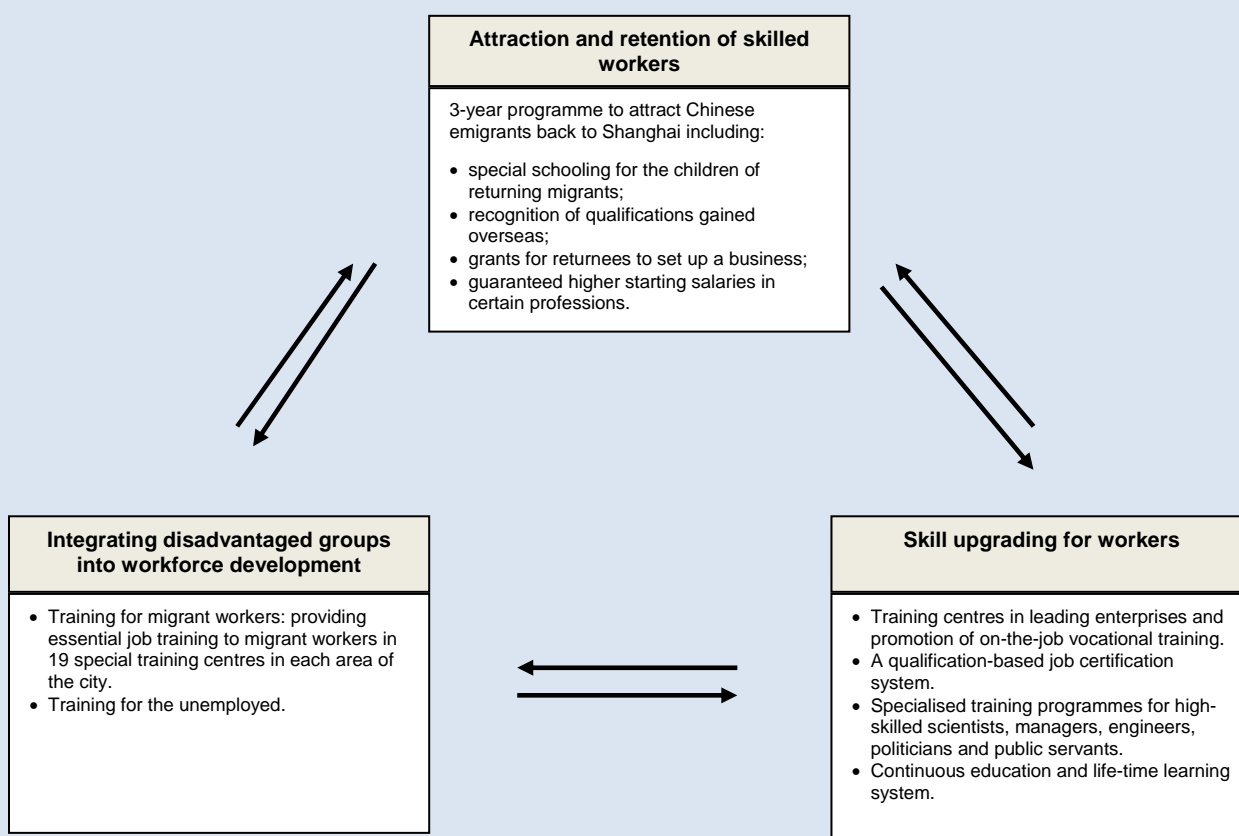 Attraction and retention of skilled
workers
3-year programme to attract Chinese
emigrants back to Shanghai including:
• special schooling for the children of
returning migrants;
• recognition of qualifications gained
overseas;
• grants for returnees to set up a business;
• guaranteed higher starting salaries in
certain professions.
Integrating disadvantaged groups
into workforce development
• Training for migrant workers: providing
essential job training to migrant workers in
19 special training centres in each area of
the city.
• Training for the unemployed.
Skill upgrading for workers
• Training centres in leading enterprises and
promotion of on-the-job vocational training.
• A qualification-based job certification
system.
• Specialised training programmes for high-
skilled scientists, managers, engineers,
politicians and public servants.
• Continuous education and life-time learning
system.